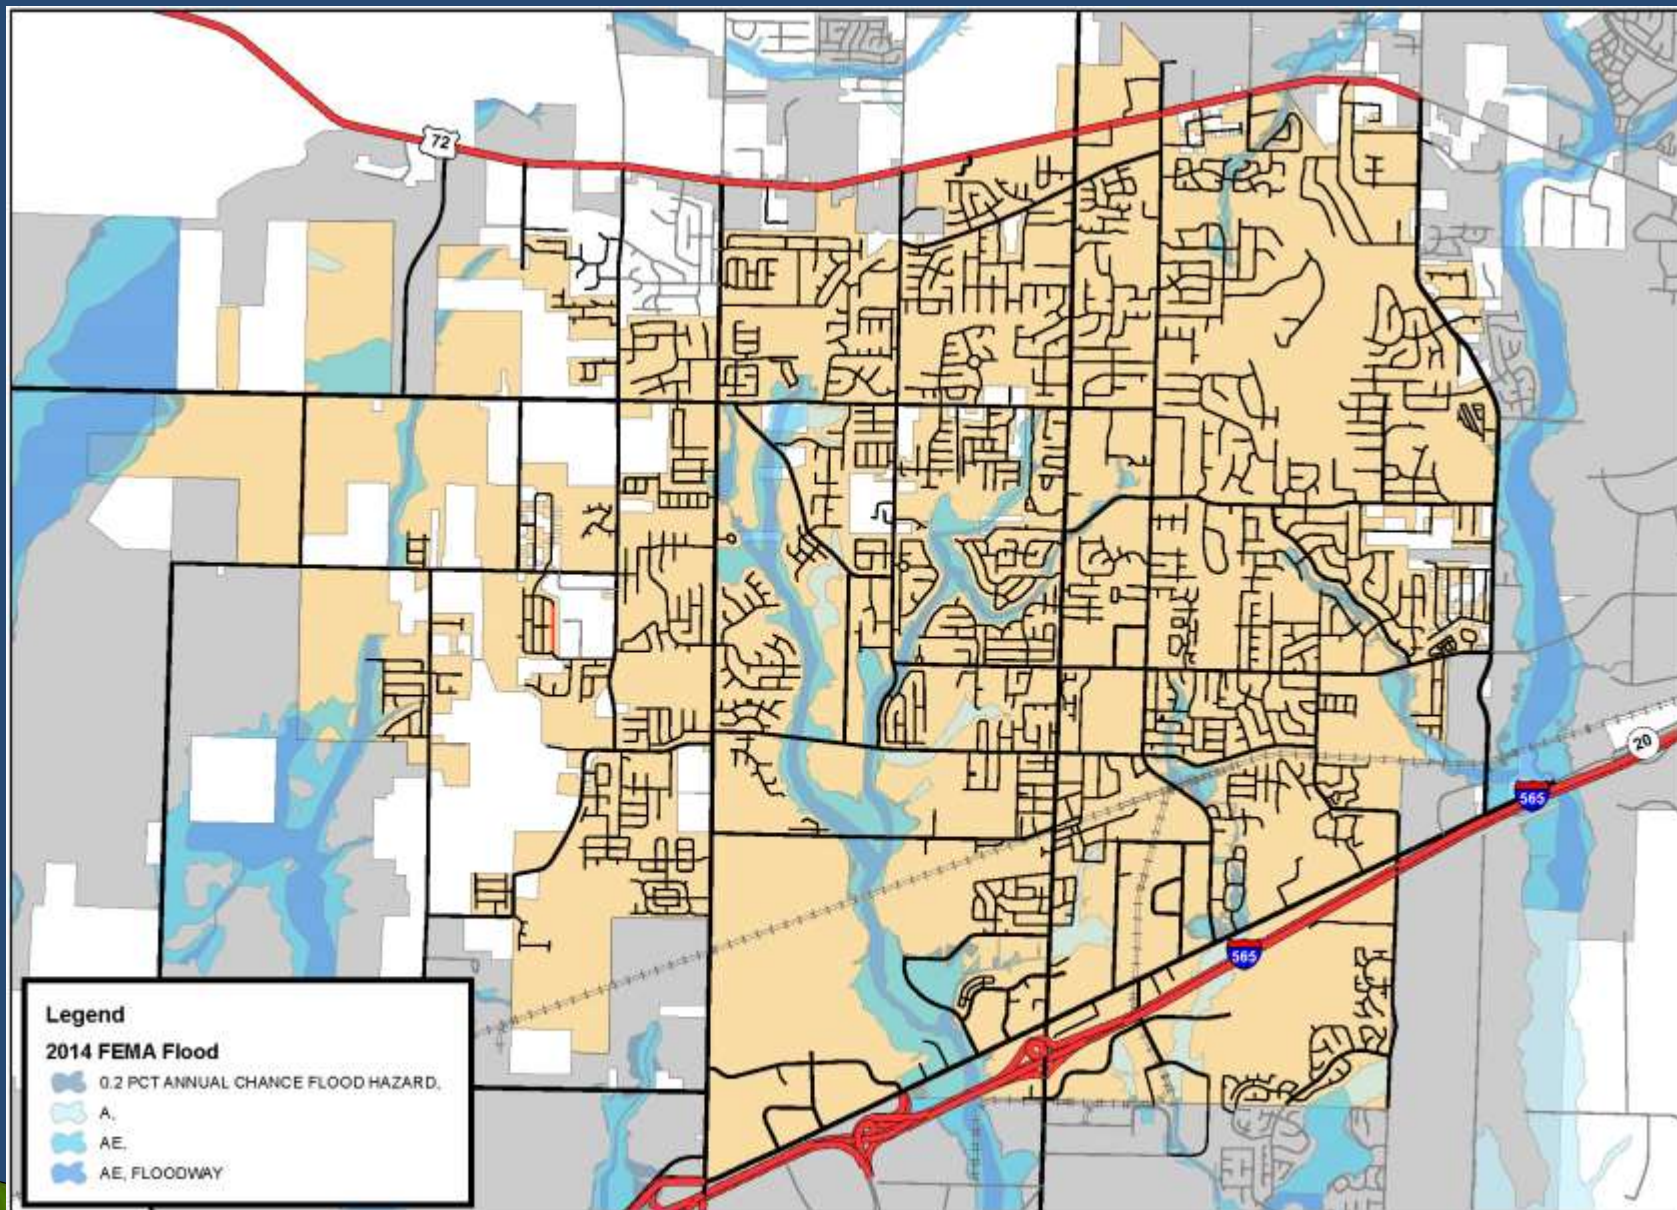 72
20
565
565
Legend
2014 FEMA Flood
0.2 PCT ANNUAL CHANCE FLOOD HAZARD,
A,
AE,
AE, FLOODWAY